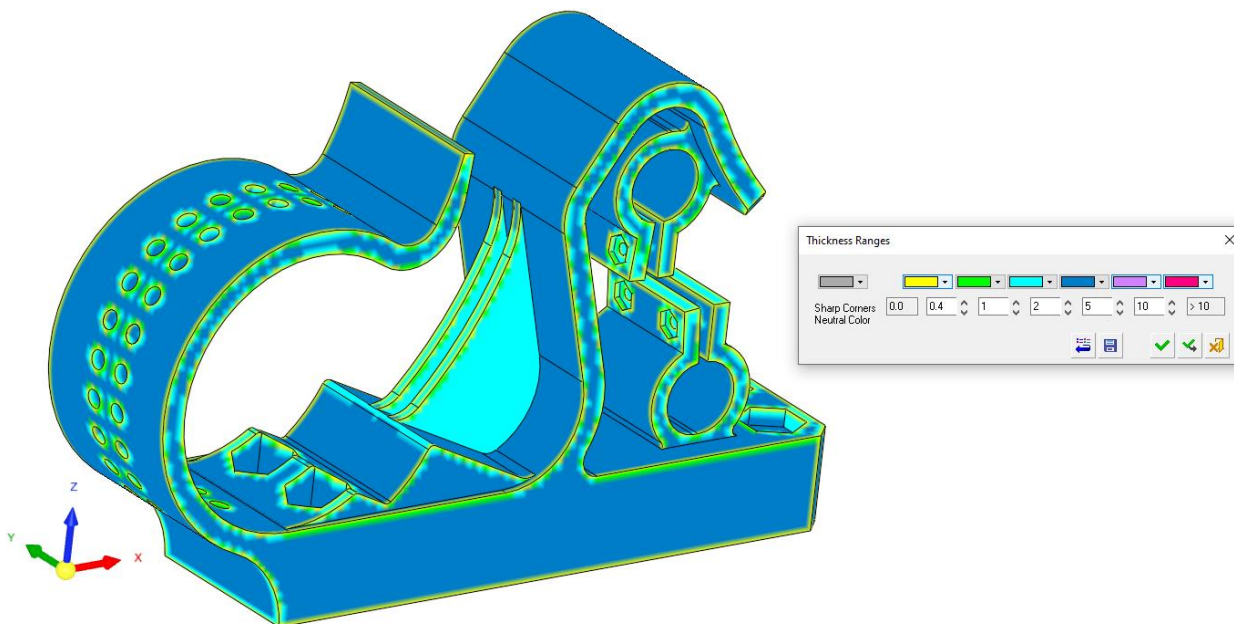 Thickness Ranges
Sharp Corners 0.0 0.4 1 2 5 10 > 10
Neutral Color
Z
Y
X